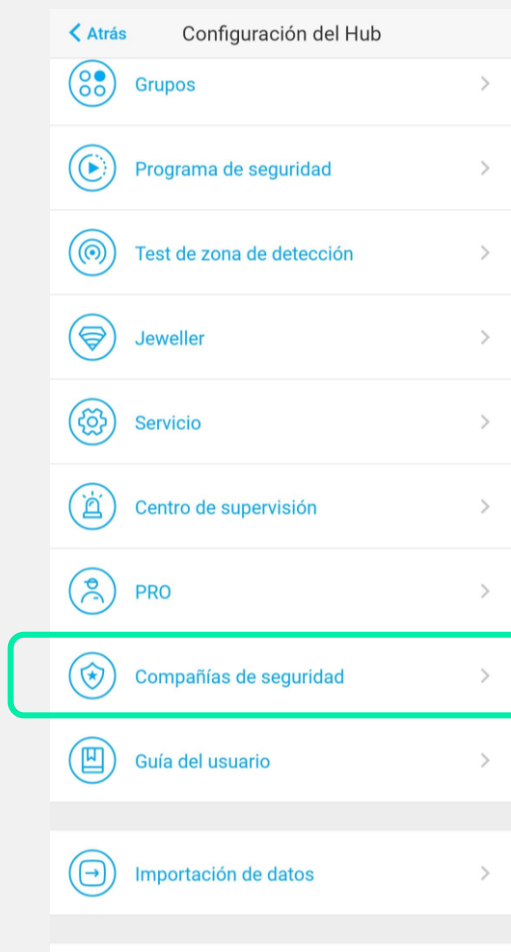 Atrás Configuración del Hub
Grupos
Programa de seguridad
Test de zona de detección
Jeweller
Servicio
Centro de supervisión
PRO
Compañías de seguridad
Guía del usuario
Importación de datos